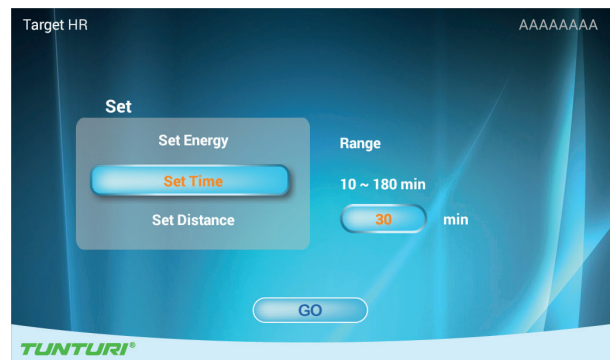 Target HR
AAAAAAAA
Set
Set Energy
Set Time
Set Distance
Range
10 ~ 180 min
30 min
GO
TUNTURI®